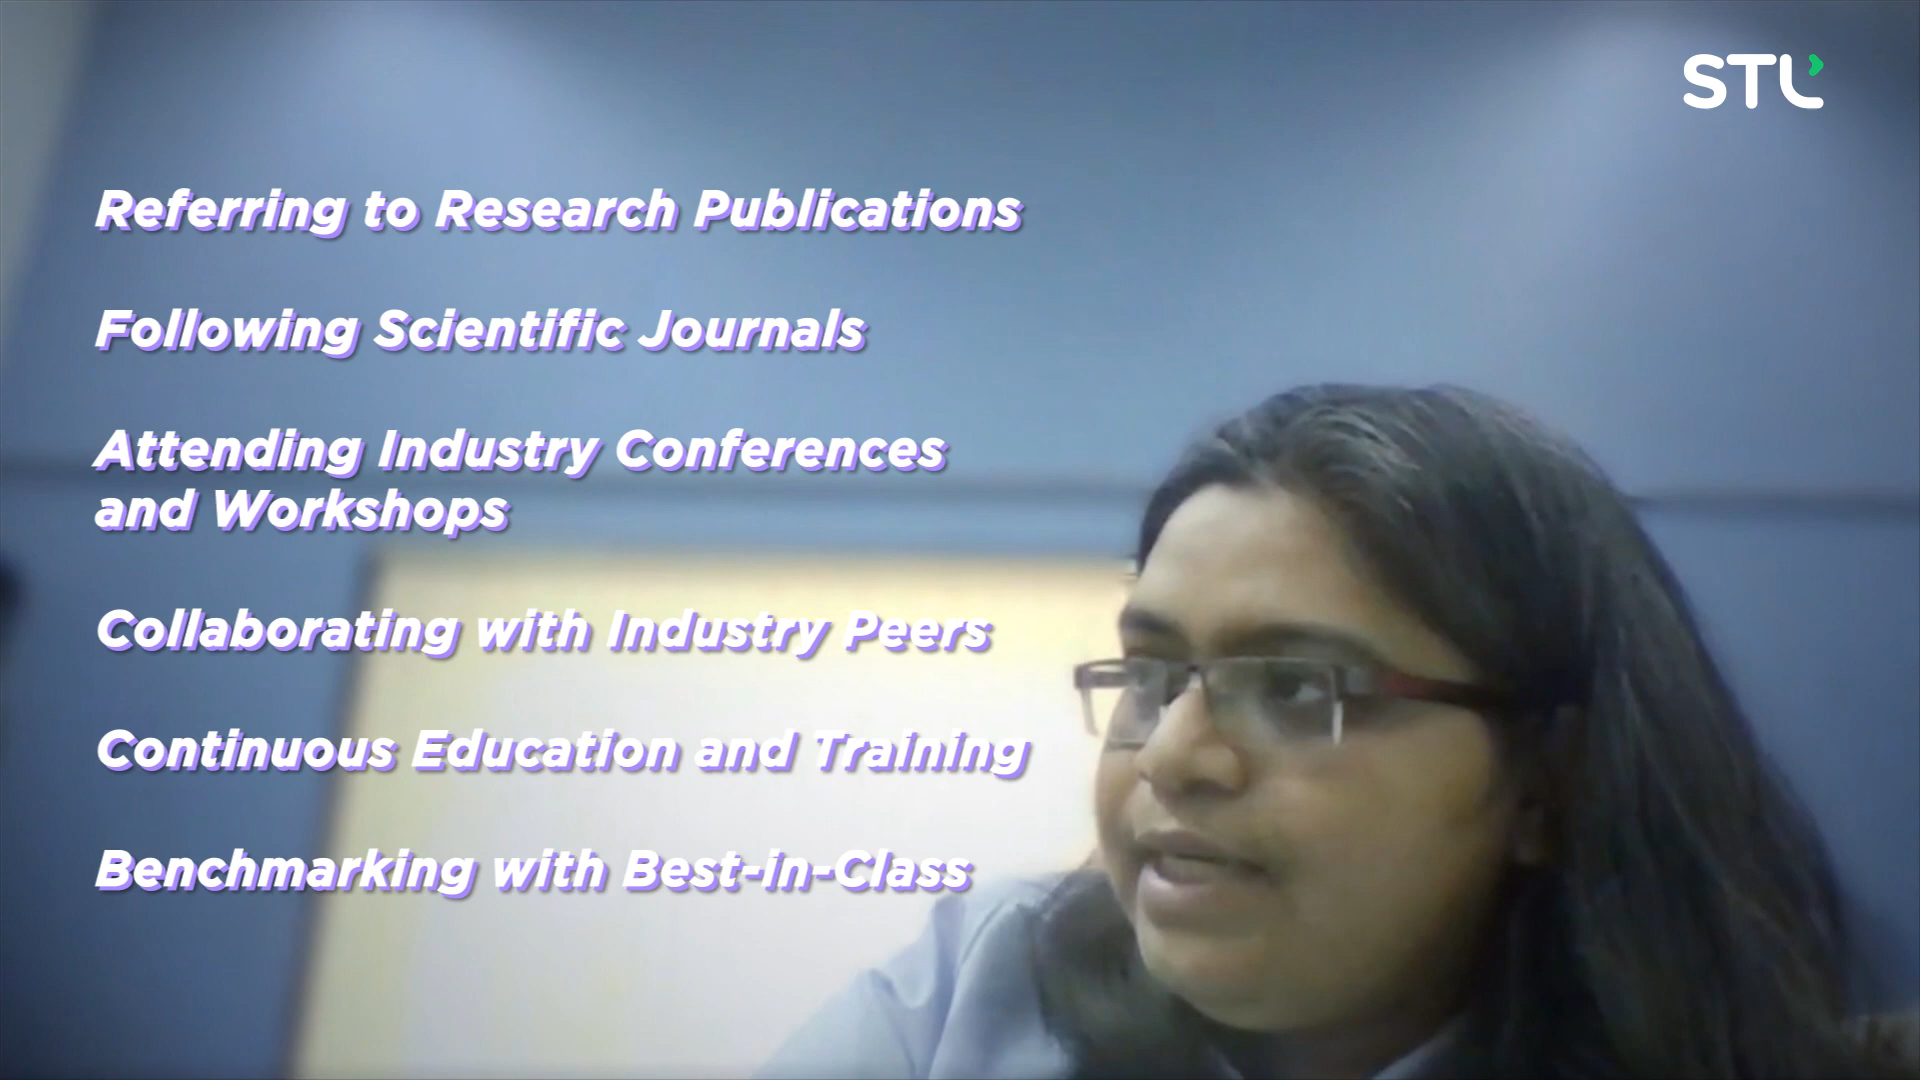 STL
Referring to Research Publications
Following Scientific Journals
Attending Industry Conferences
and Workshops
Collaborating with Industry Peers
Continuous Education and Training
Benchmarking with Best-in-Class